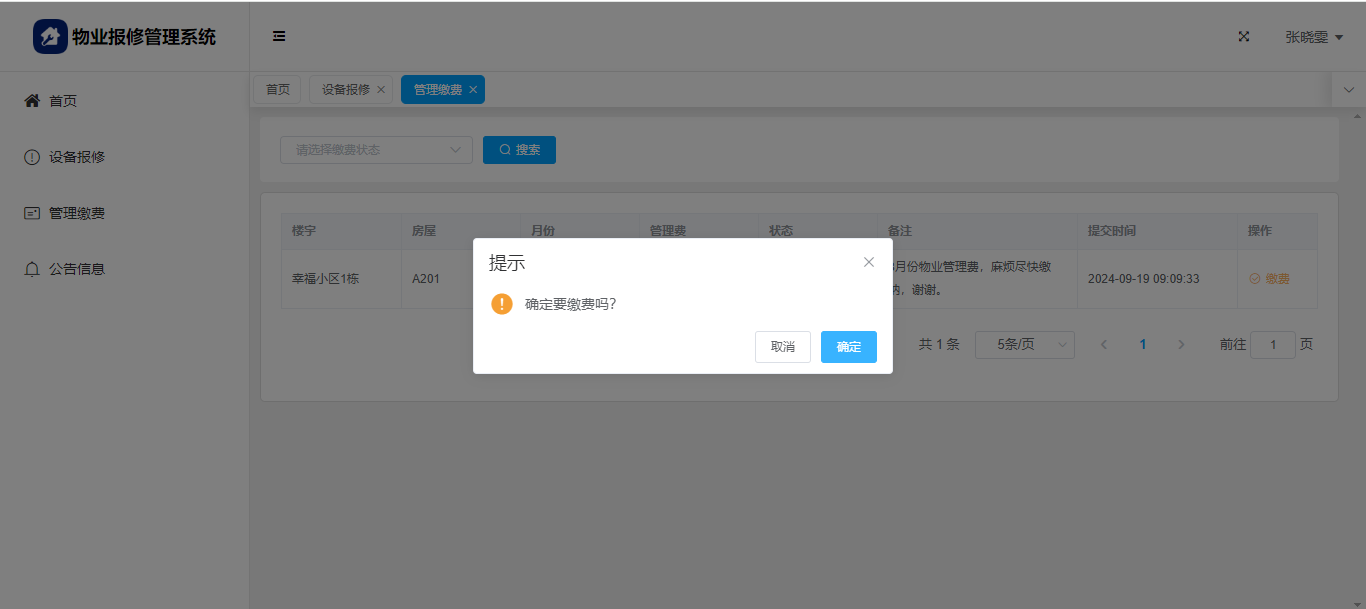 物业报修管理系统
张晓雯
首页
设备报修
管理缴费
公告信息
首页 设备报修 管理缴费
请选择缴费状态 搜索
楼宇 房屋 月份 管理费 状态 备注 提交时间 操作
幸福小区1栋 A201 月份物业管理费，麻烦尽快缴 2024-09-19 09:09:33 缴费
，谢谢。
提示
确定要缴费吗?
取消 确定
共 1 条 5条/页 1 前往 1 页